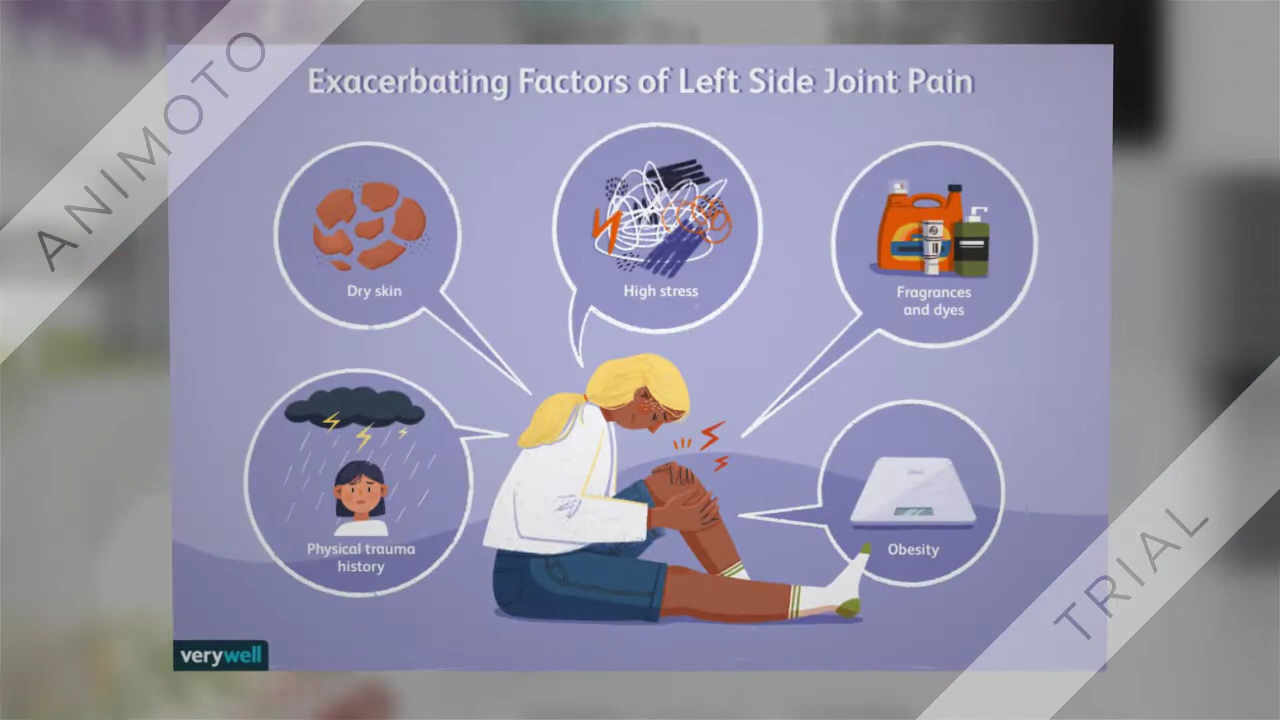 Exacerbating Factors of Left Side Joint Pain
Dry skin
High stress
Fragrances
and dyes
Physical trauma
history
Obesity
verywell
ANIMOTO
TRIAL